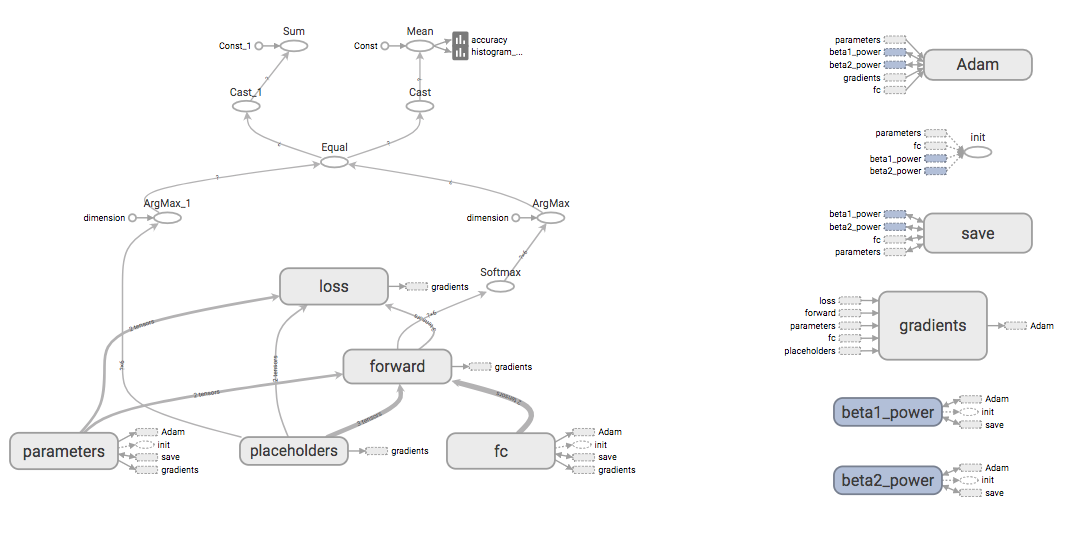 Sum
Const_1
Mean
Const
accuracy
histogram_...
Cast_1
Cast
Equal
ArgMax_1
dimension
ArgMax
dimension
Softmax
loss
gradients
forward
gradients
2 tensors
2 tensors
2 tensors
3 tensors
2 tensors
?×6
?×6
?×6
parameters
Adam
init
save
gradients
placeholders
gradients
fc
Adam
init
save
gradients
parameters
beta1_power
beta2_power
gradients
fc
Adam
parameters
fc
beta1_power
beta2_power
init
beta1_power
beta2_power
fc
parameters
save
loss
forward
parameters
fc
placeholders
gradients
Adam
beta1_power
Adam
init
save
beta2_power
Adam
init
save